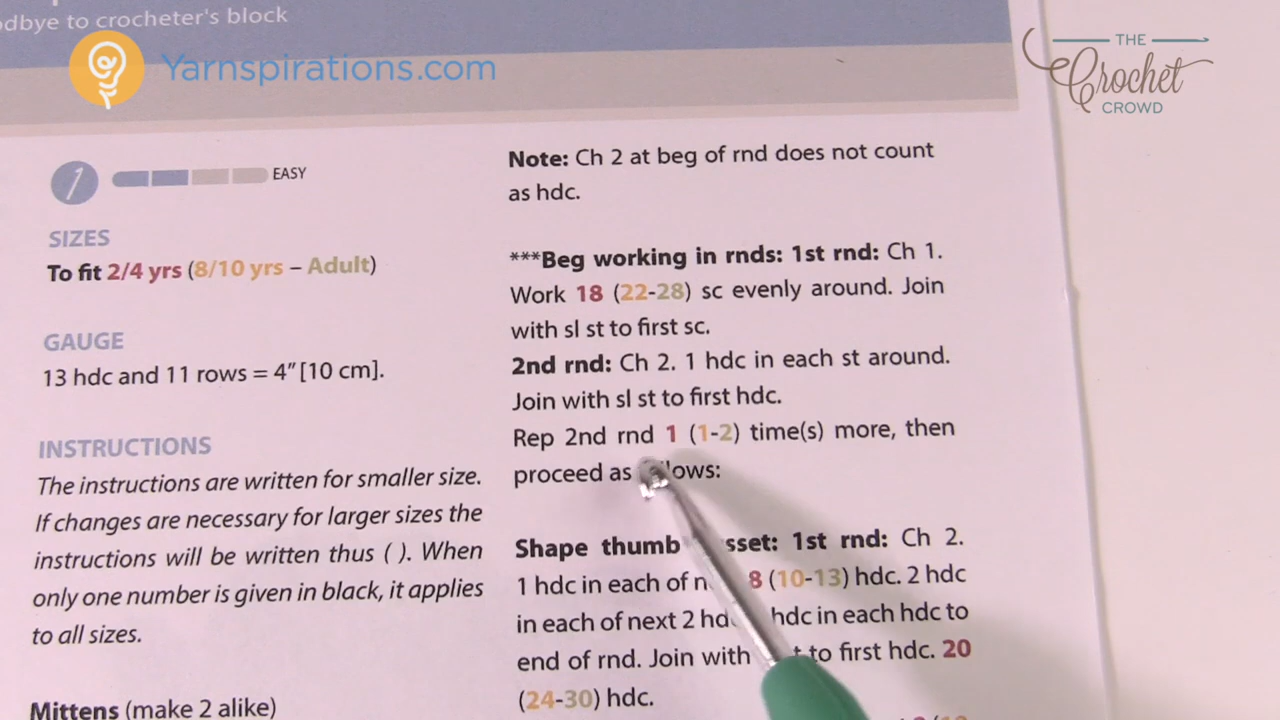 odbye to crocheter's block
Yarnspirations.com
THE
Crochet
CROWD
EASY
SIZES
To fit 2/4 yrs (8/10 yrs – Adult)
GAUGE
13 hdc and 11 rows = 4" [10 cm].
INSTRUCTIONS
The instructions are written for smaller size.
If changes are necessary for larger sizes the
instructions will be written thus ( ). When
only one number is given in black, it applies
to all sizes.
Mittens (make 2 alike)
Note: Ch 2 at beg of rnd does not count
as hdc.
***Beg working in rnds: 1st rnd: Ch 1.
Work 18 (22-28) sc evenly around. Join
with sl st to first sc.
2nd rnd: Ch 2. 1 hdc in each st around.
Join with sl st to first hdc.
Rep 2nd rnd 1 (1-2) time(s) more, then
proceed as
Shape thumb 1st rnd: Ch 2.
1 hdc in each of 8 (10-13) hdc. 2 hdc
in each of next 2 hdc in each hdc to
end of rnd. Join with to first hdc. 20
(24-30) hdc.